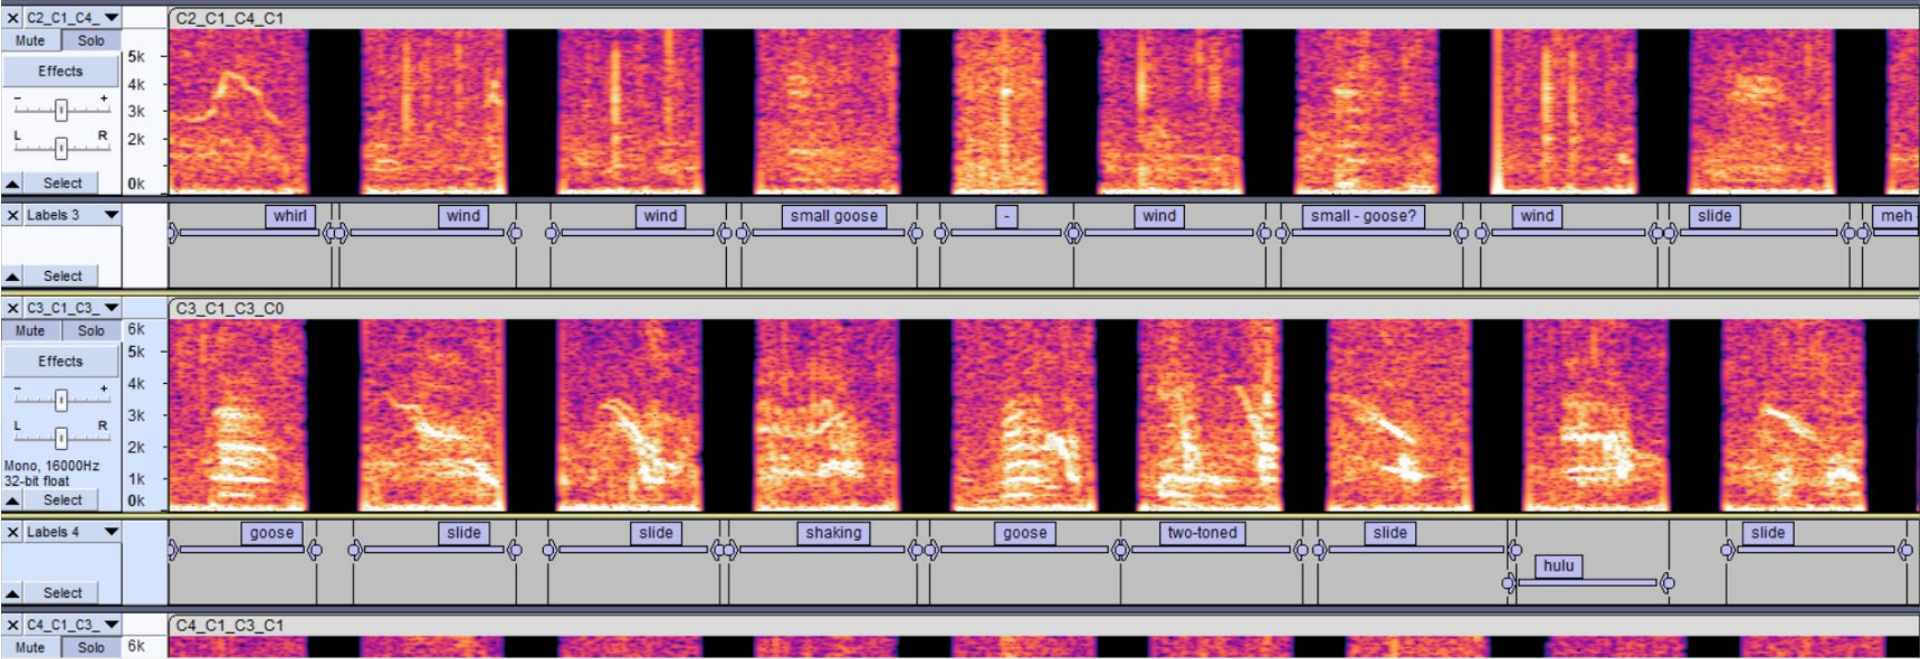 C2_C1_C4_ C2_C1_C4_C1
Mute Solo
Effects
- +
L R
Select
5k
4k
3k
2k
0k
Labels 3 whirl wind wind small goose - wind small - goose? wind slide meh
Select
C3_C1_C3_ C3_C1_C3_C0
Mute Solo
Effects
- +
L R
Mono, 16000Hz
32-bit float
Select
6k
5k
4k
3k
2k
1k
0k
Labels 4 goose slide slide shaking goose two-toned slide slide
hulu
Select
C4_C1_C3_ C4_C1_C3_C1
Mute Solo 6k